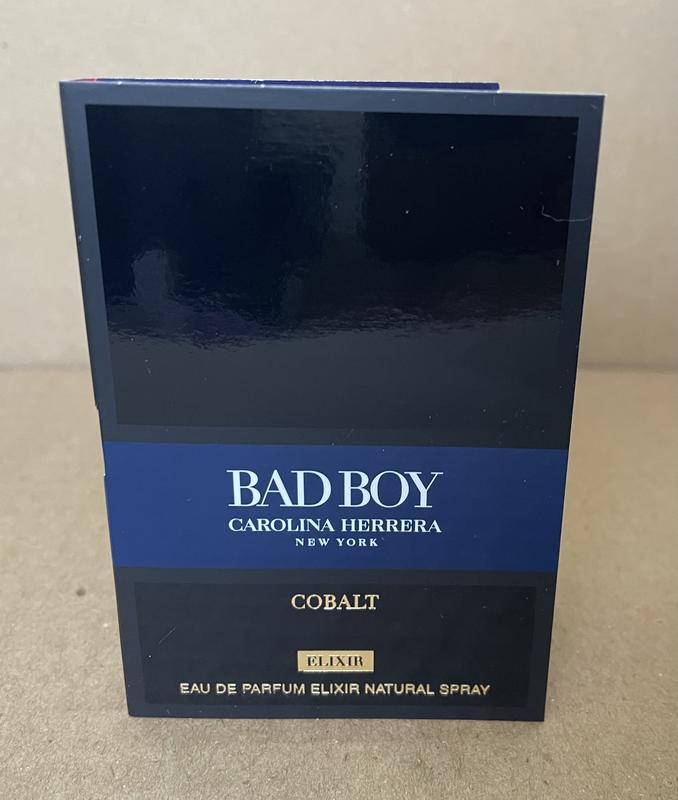 BAD BOY
CAROLINA HERRERA
NEW YORK
COBALT
ELIXIR
EAU DE PARFUM ELIXIR NATURAL SPRAY